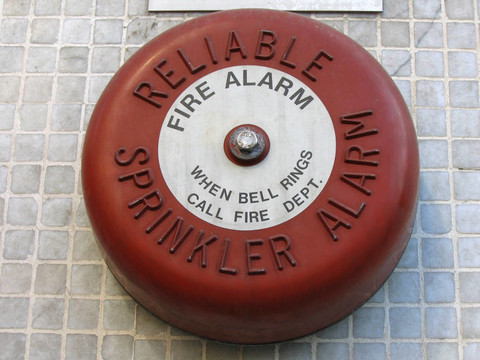 RELIABLE
FIRE ALARM
WHEN BELL RINGS
CALL FIRE DEPT.
SPRINKLER ALARM